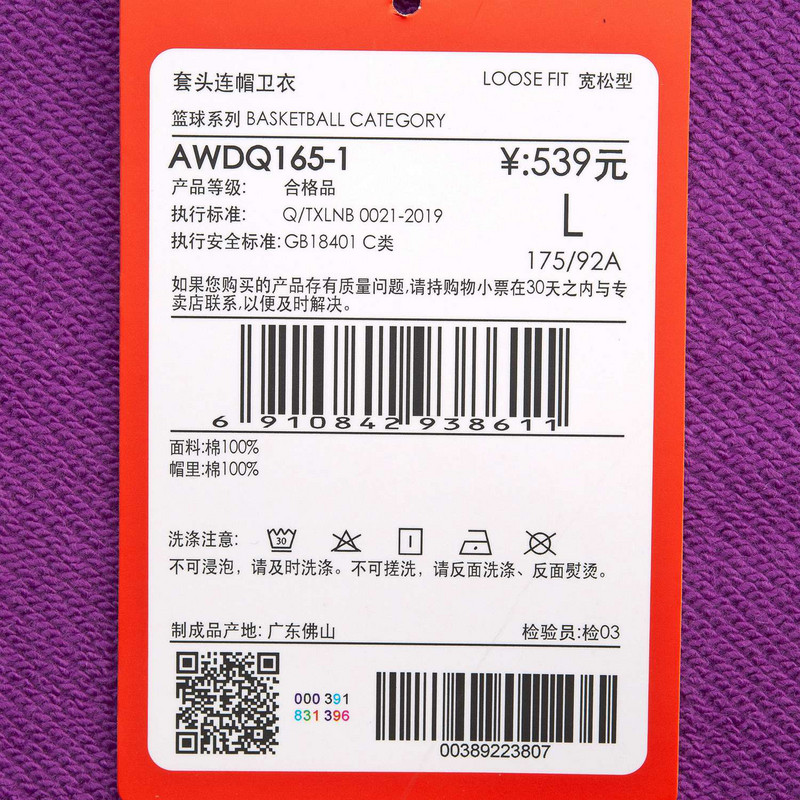 套头连帽卫衣 LOOSE FIT 宽松型
篮球系列 BASKETBALL CATEGORY
AWDQ165-1 ¥:539元
产品等级: 合格品
执行标准: Q/TXLNB 0021-2019 L
执行安全标准:GB18401 C类
175/92A
如果您购买的产品存有质量问题,请持购物小票在30天之内与专
卖店联系,以便及时解决。
6 910842 938611
面料:棉100%
帽里:棉100%
洗涤注意: 30
不可浸泡，请及时洗涤。不可搓洗，请反面洗涤、反面熨烫。
制成品产地: 广东佛山 检验员:检03
000 391
831 396
00389223807